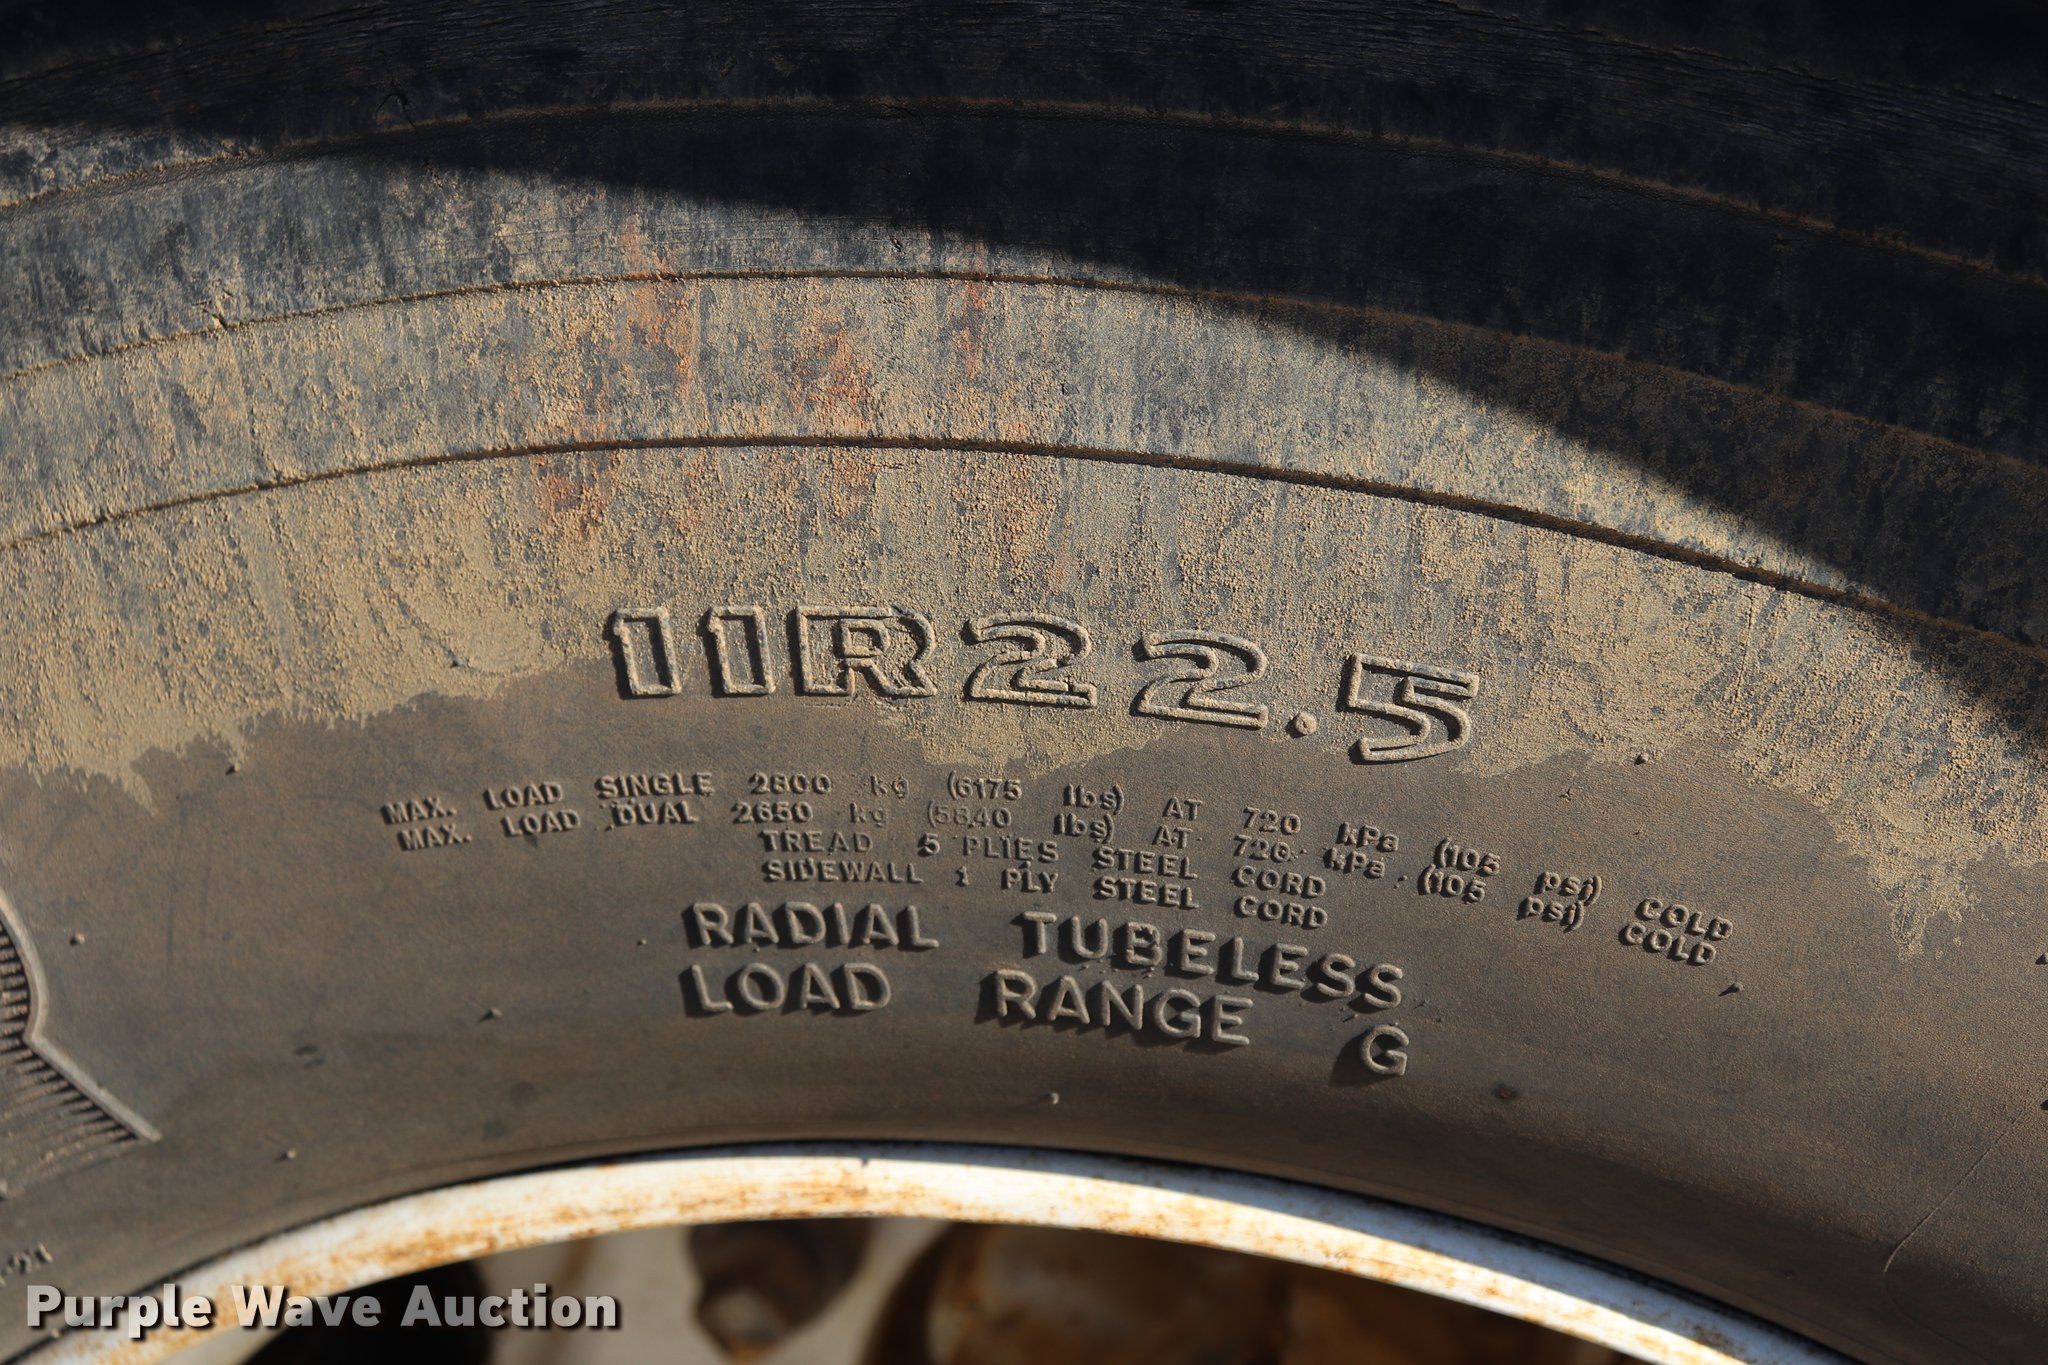 11R22.5
MAX. LOAD SINGLE 2800 kg (6175 lbs) AT 720 kPa (105 psi) COLD
MAX. LOAD DUAL 2650 kg (5840 lbs) AT 720 kPa (105 psi) COLD
TREAD 5 PLIES STEEL CORD
SIDEWALL 1 PLY STEEL CORD
RADIAL TUBELESS
LOAD RANGE G
Purple Wave Auction